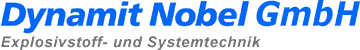 Dynamit Nobel GmbH
Explosivstoff- und Systemtechnik